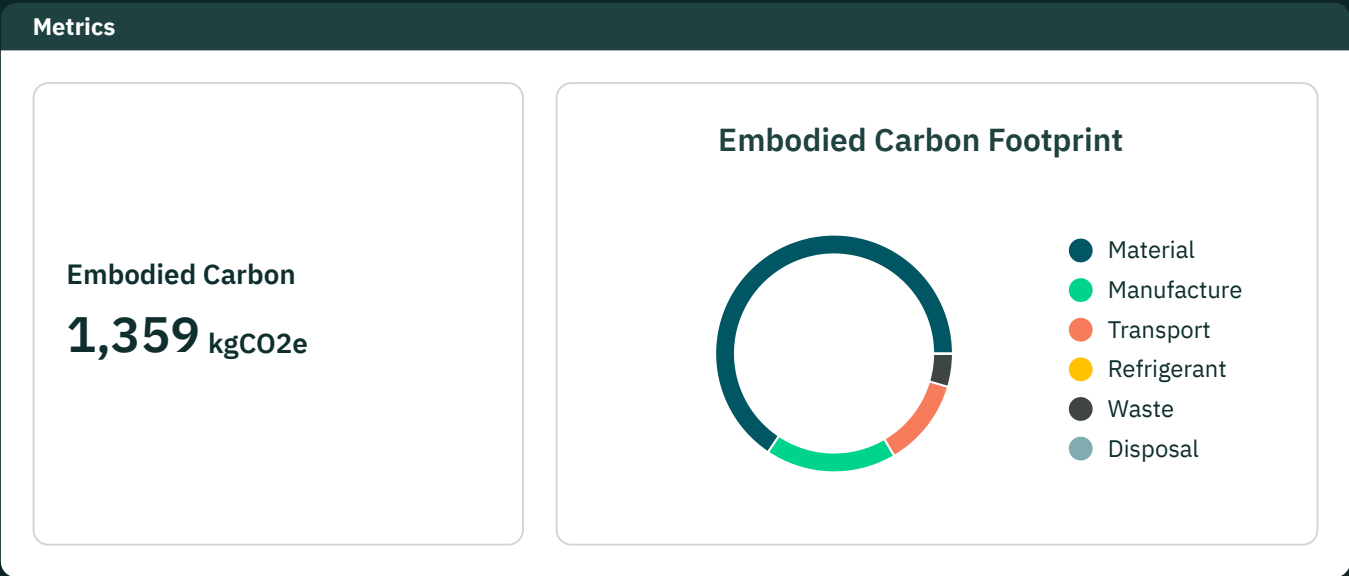 Metrics
Embodied Carbon
1,359 kgCO2e
Embodied Carbon Footprint
Material
Manufacture
Transport
Refrigerant
Waste
Disposal